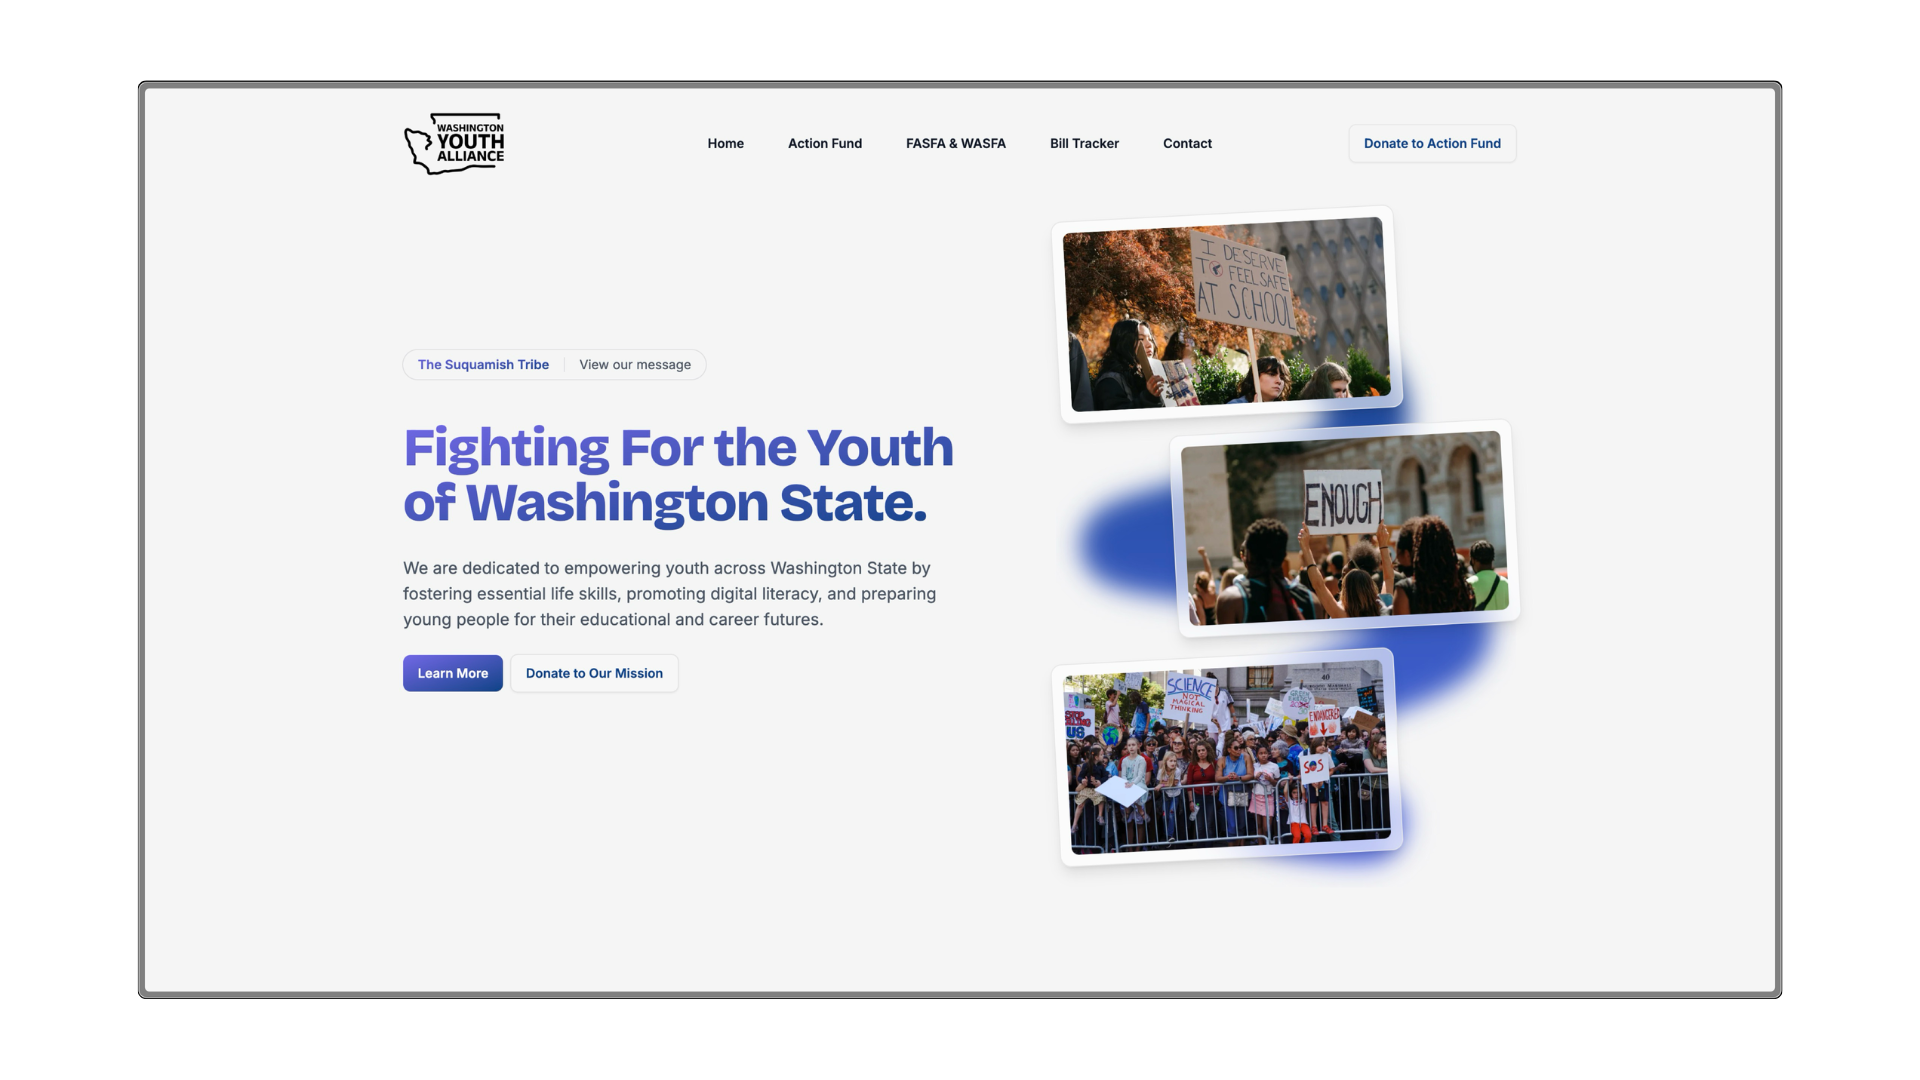 WASHINGTON
YOUTH
ALLIANCE
Home
Action Fund
FASFA & WASFA
Bill Tracker
Contact
Donate to Action Fund
The Suquamish Tribe
View our message
Fighting For the Youth
of Washington State.
We are dedicated to empowering youth across Washington State by
fostering essential life skills, promoting digital literacy, and preparing
young people for their educational and career futures.
Learn More
Donate to Our Mission
I DESERVE
TO FEEL SAFE
AT SCHOOL
ENOUGH
SCIENCE
NOT
MAGICAL
THINKING
40
ENDANGERED
US
SOS